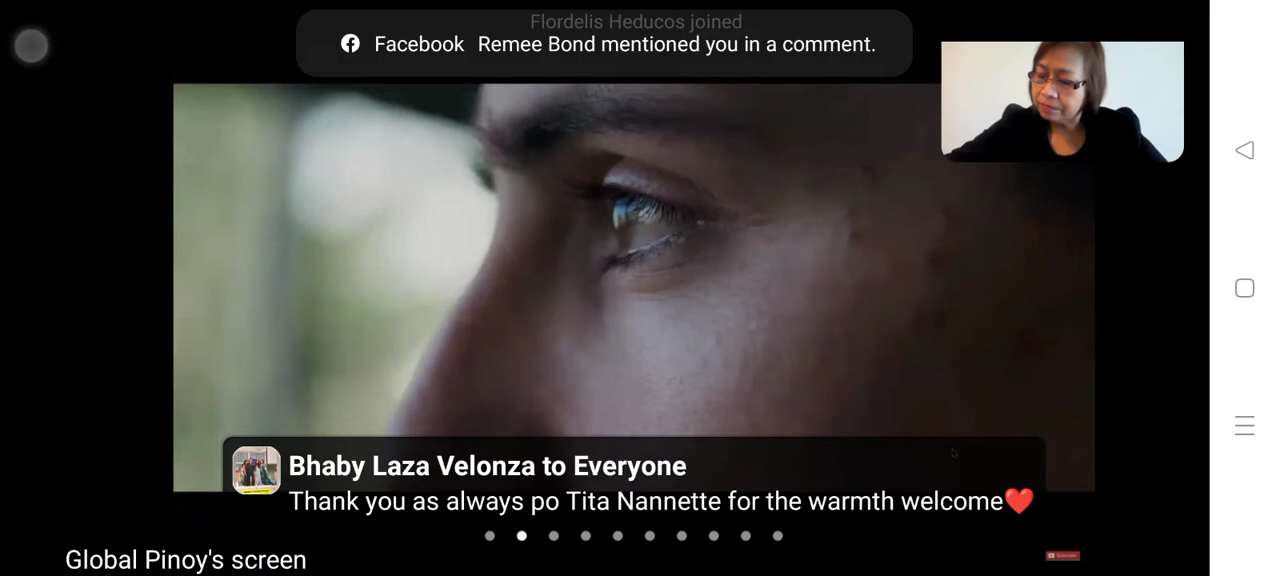 Flordelis Heducos joined
Facebook Remee Bond mentioned you in a comment.
Bhaby Laza Velonza to Everyone
Thank you as always po Tita Nannette for the warmth welcome❤️
Global Pinoy's screen